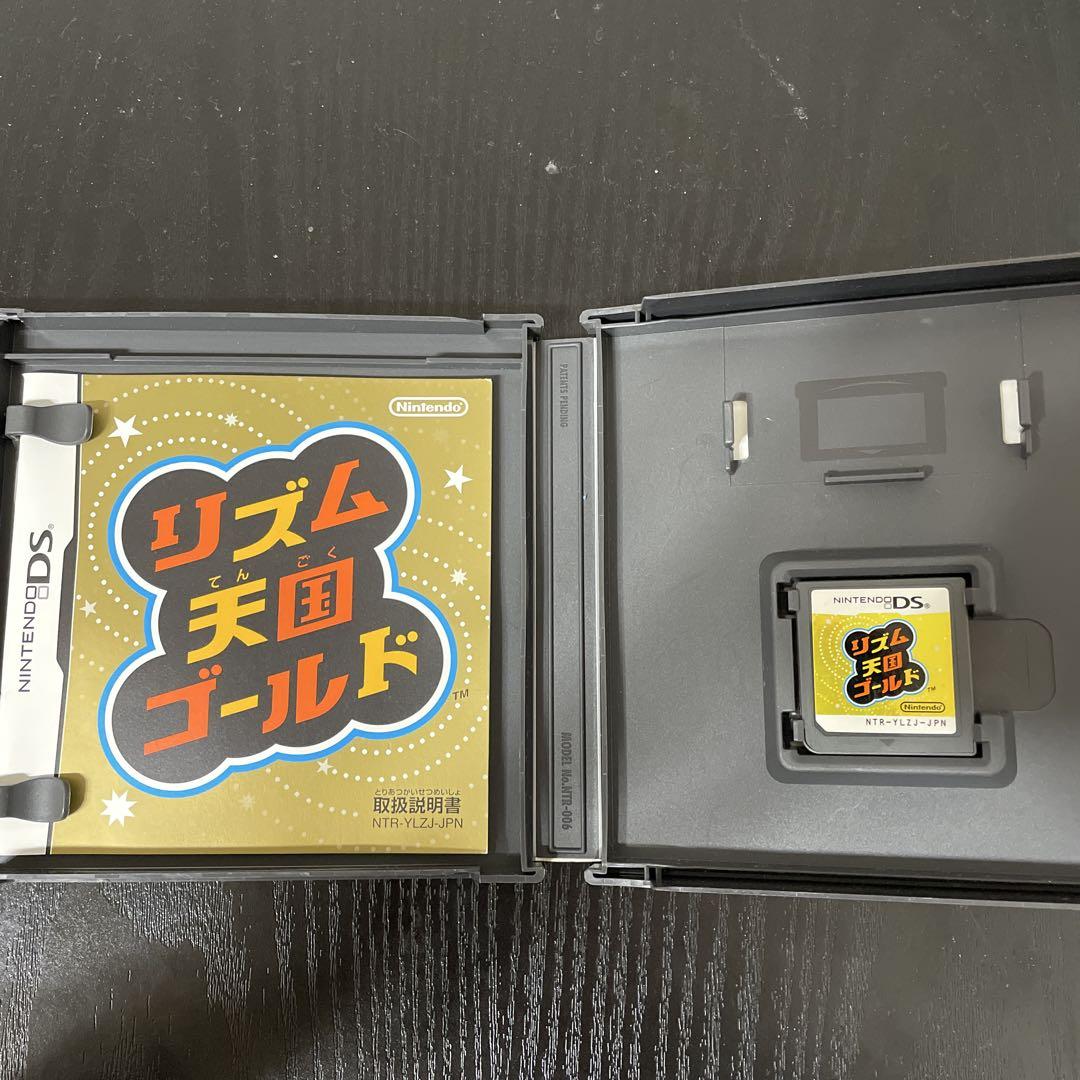 Nintendo
リズム
てんごく
天国
ゴールド
TM
とりあつかいせつめいしょ
取扱説明書
NTR-YLZJ-JPN
NINTENDO DS®
PATENTS PENDING
MODEL No.NTR-006
NINTENDO DS®
リズム
天国
ゴールド
TM
Nintendo
NTR-YLZJ-JPN